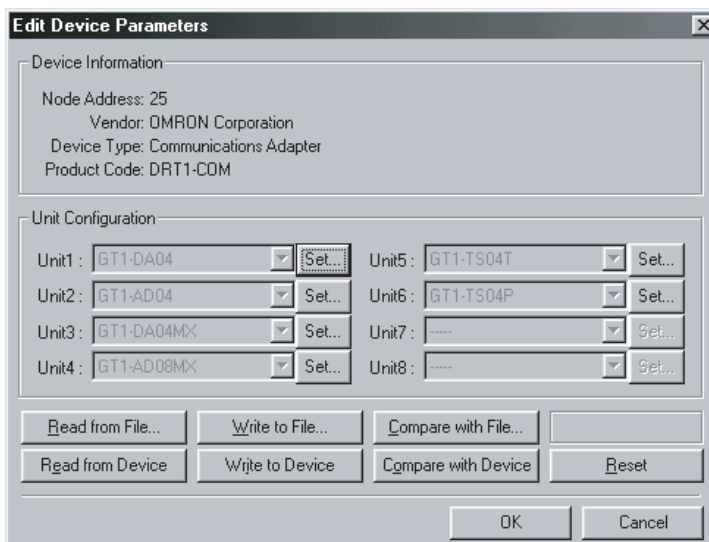 Edit Device Parameters
Device Information
Node Address: 25
Vendor: OMRON Corporation
Device Type: Communications Adapter
Product Code: DRT1-COM
Unit Configuration
Unit1 : GT1-DA04 Set... Unit5 : GT1-TS04T Set...
Unit2 : GT1-AD04 Set... Unit6 : GT1-TS04P Set...
Unit3 : GT1-DA04MX Set... Unit7 : ----- Set...
Unit4 : GT1-AD08MX Set... Unit8 : ----- Set...
Read from File... Write to File... Compare with File...
Read from Device Write to Device Compare with Device Reset
OK Cancel